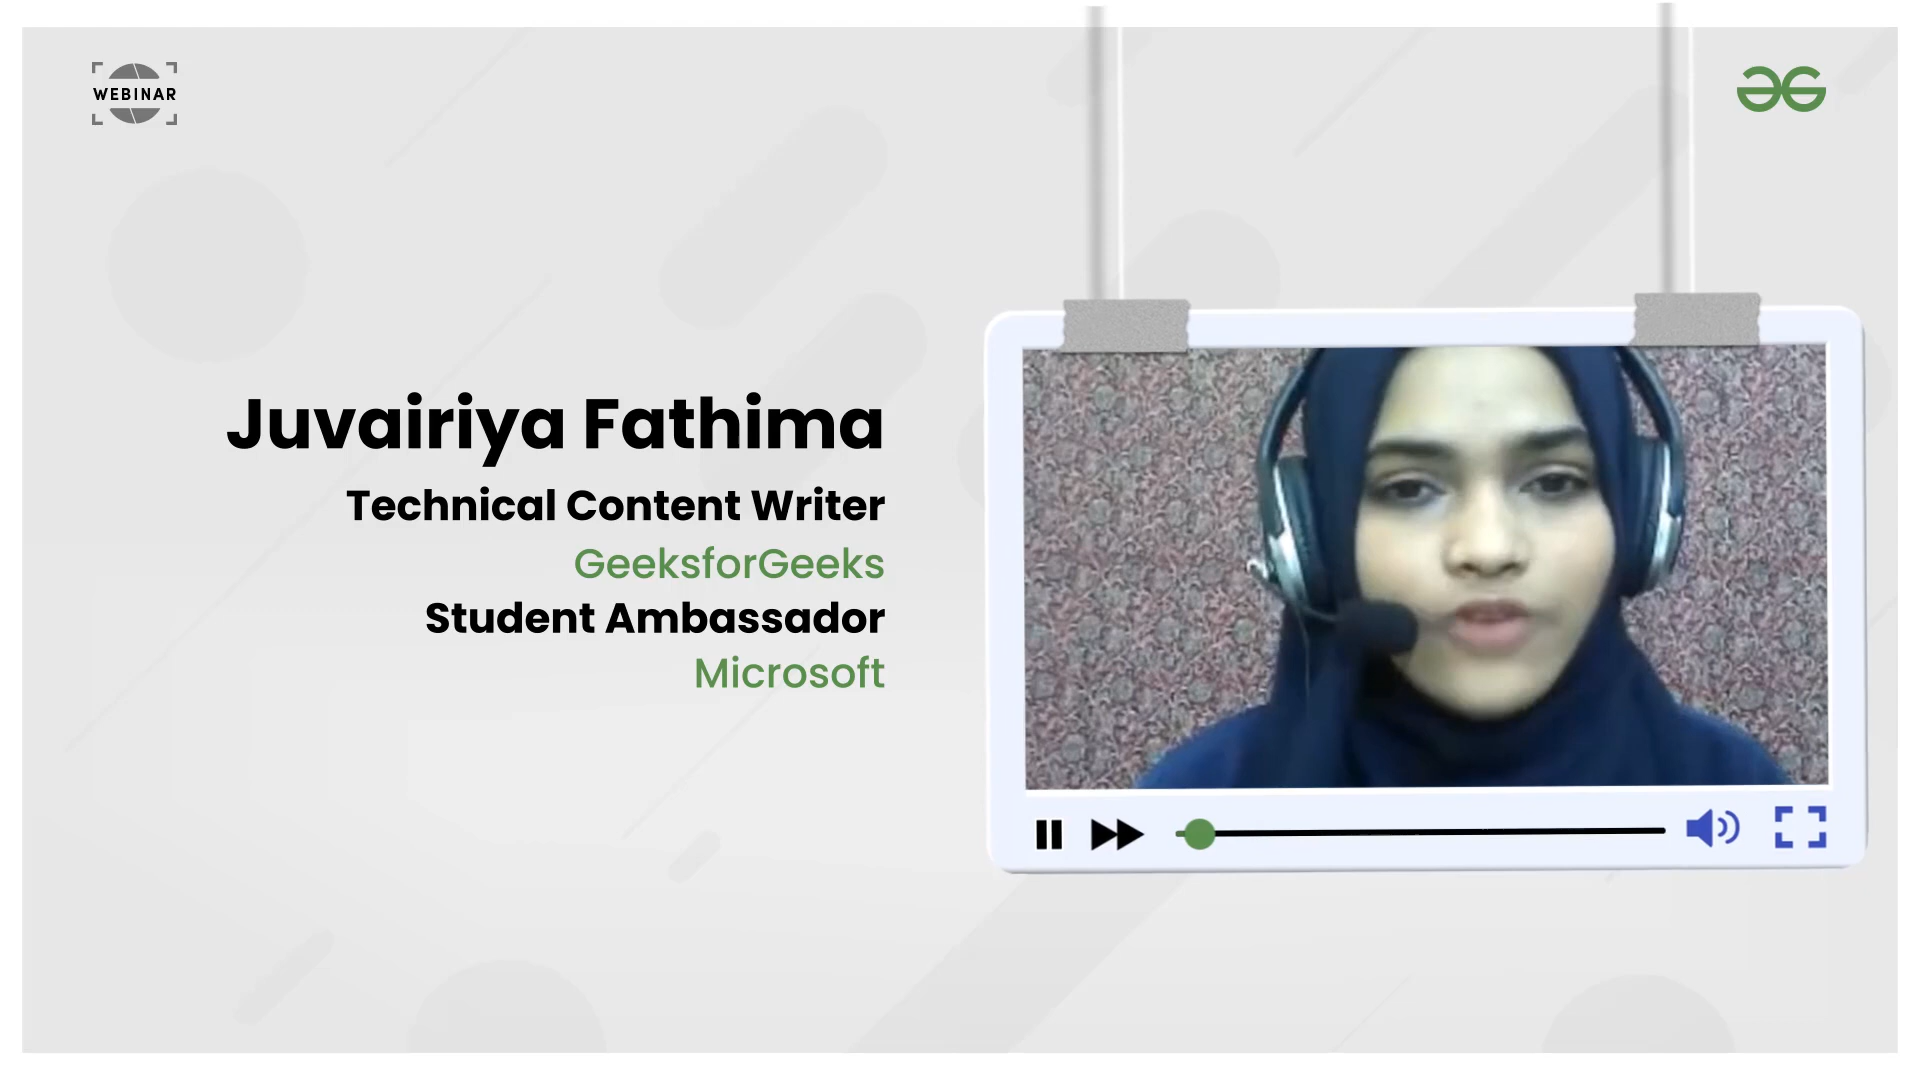 WEBINAR
Juvairiya Fathima
Technical Content Writer
GeeksforGeeks
Student Ambassador
Microsoft